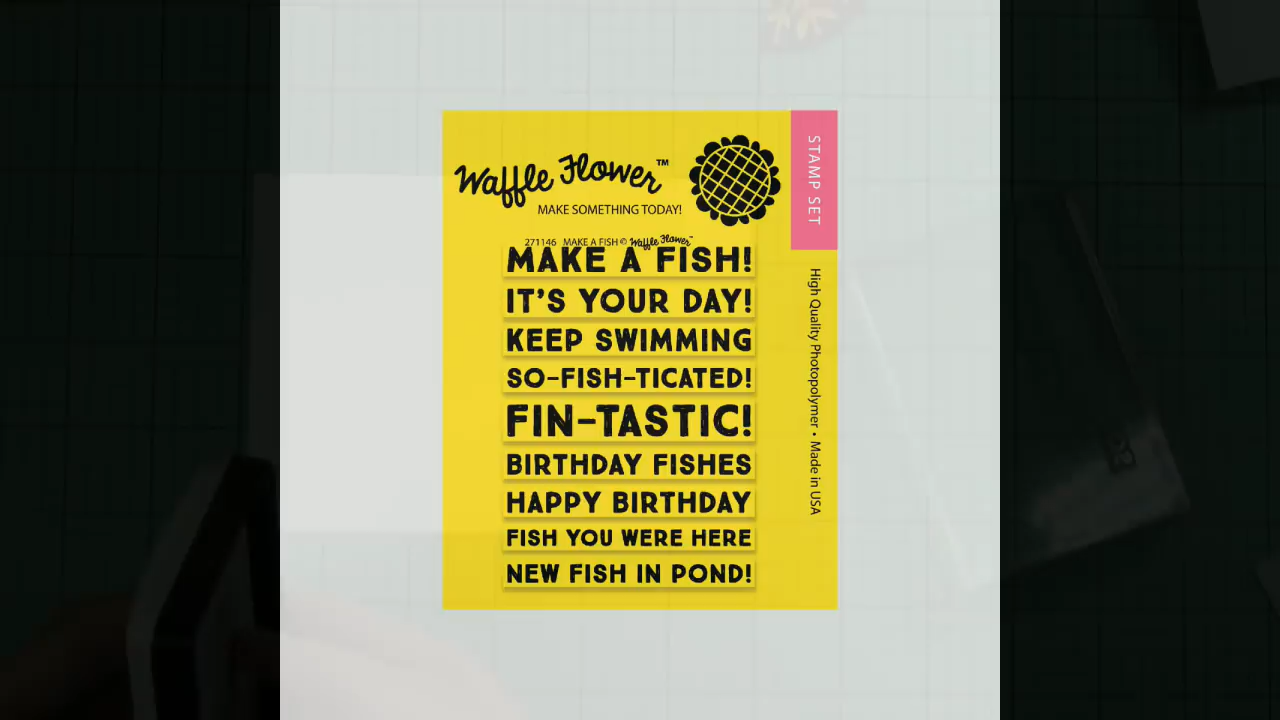 Waffle Flower™
MAKE SOMETHING TODAY!
STAMP SET
271146 MAKE A FISH © Waffle Flower™
MAKE A FISH!
IT'S YOUR DAY!
KEEP SWIMMING
SO-FISH-TICATED!
FIN-TASTIC!
BIRTHDAY FISHES
HAPPY BIRTHDAY
FISH YOU WERE HERE
NEW FISH IN POND!
High Quality Photopolymer • Made in USA